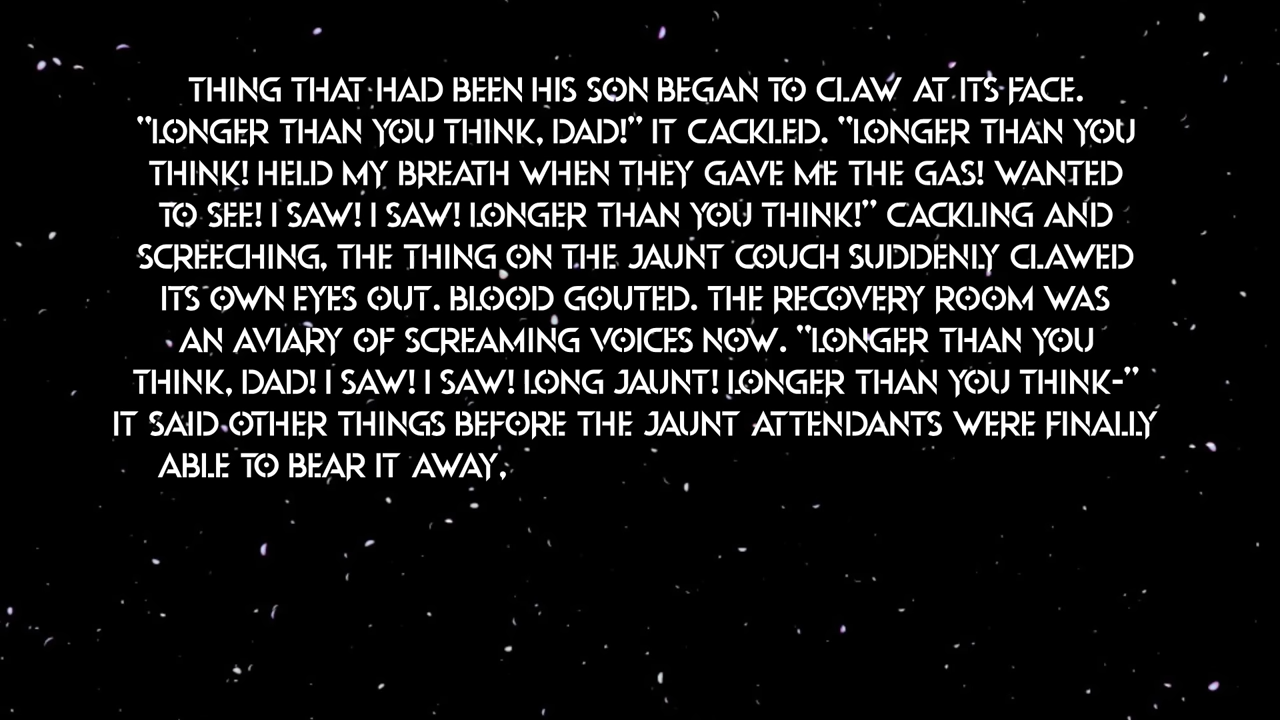 THING THAT HAD BEEN HIS SON BEGAN TO CLAW AT ITS FACE.
"LONGER THAN YOU THINK, DAD!" IT CACKLED. "LONGER THAN YOU
THINK! HELD MY BREATH WHEN THEY GAVE ME THE GAS! WANTED
TO SEE! I SAW! I SAW! LONGER THAN YOU THINK!" CACKLING AND
SCREECHING, THE THING ON THE JAUNT COUCH SUDDENLY CLAWED
ITS OWN EYES OUT. BLOOD GOUTED. THE RECOVERY ROOM WAS
AN AVIARY OF SCREAMING VOICES NOW. "LONGER THAN YOU
THINK, DAD! I SAW! I SAW! LONG JAUNT! LONGER THAN YOU THINK-"
IT SAID OTHER THINGS BEFORE THE JAUNT ATTENDANTS WERE FINALLY
ABLE TO BEAR IT AWAY,